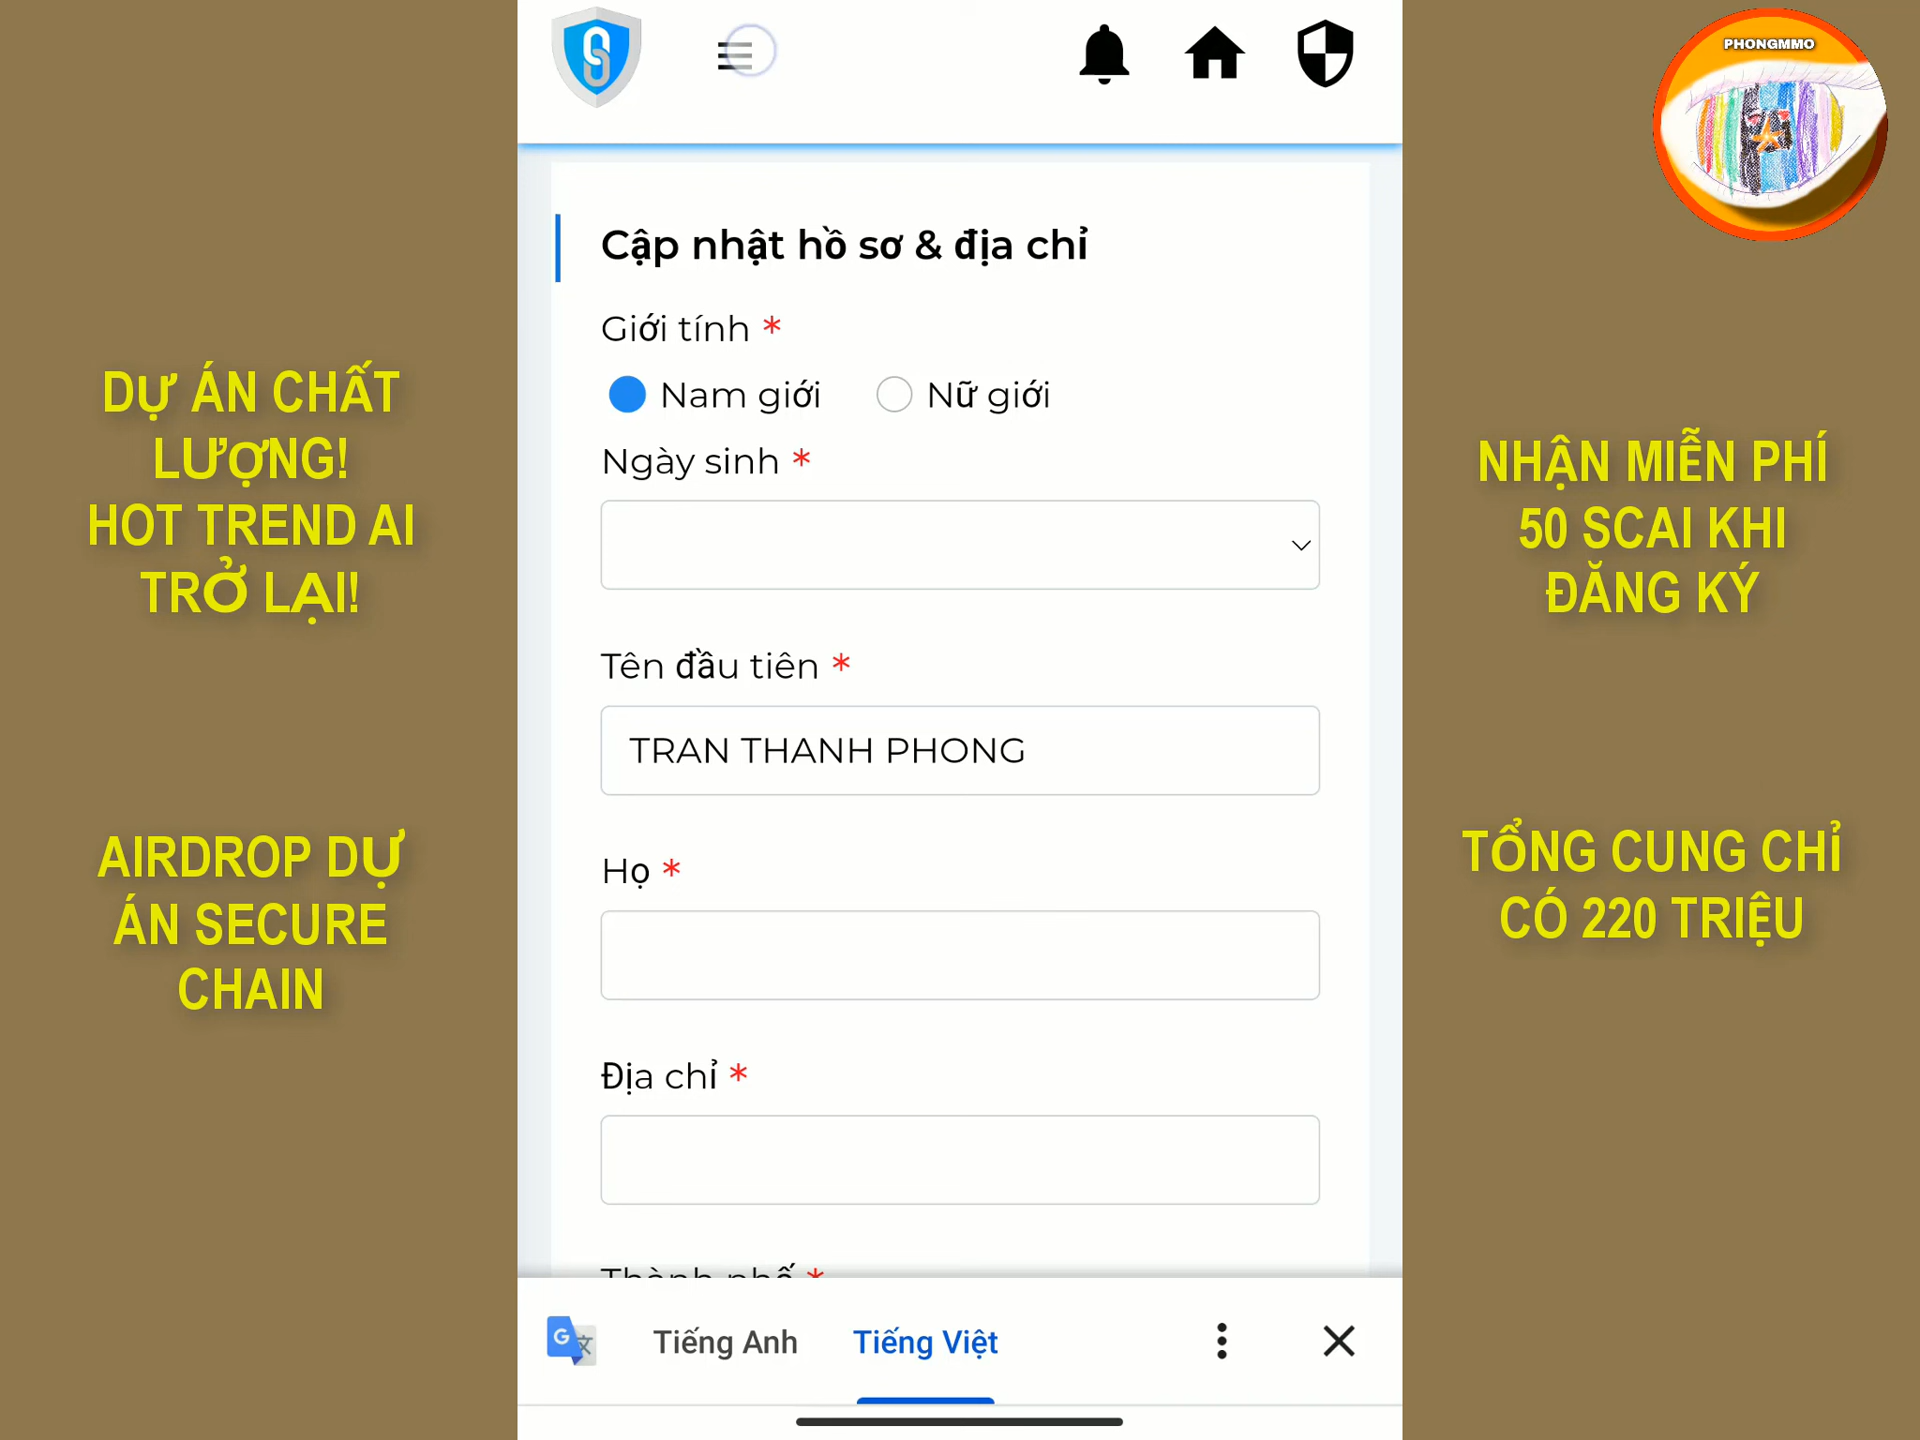 PHONGMMO
Cập nhật hồ sơ & địa chỉ
Giới tính *
Nam giới Nữ giới
Ngày sinh *
Tên đầu tiên *
TRAN THANH PHONG
Họ *
Địa chỉ *
Thành phố *
Tiếng Anh Tiếng Việt
DỰ ÁN CHẤT
LƯỢNG!
HOT TREND AI
TRỞ LẠI!
AIRDROP DỰ
ÁN SECURE
CHAIN
NHẬN MIỄN PHÍ
50 SCAI KHI
ĐĂNG KÝ
TỔNG CUNG CHỈ
CÓ 220 TRIỆU